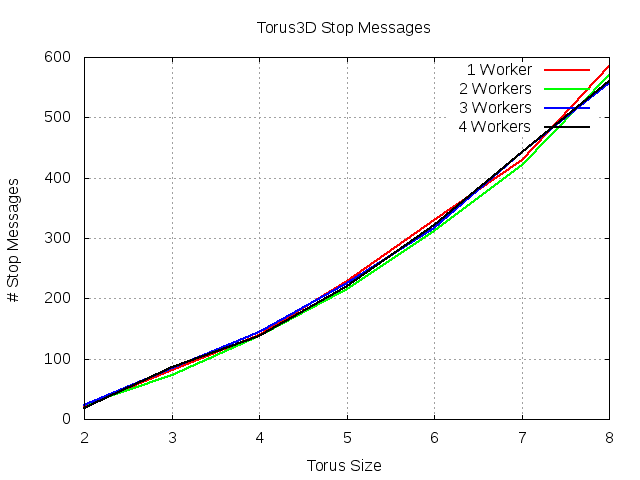 Torus3D Stop Messages
600
500
400
300
200
100
0
# Stop Messages
1 Worker
2 Workers
3 Workers
4 Workers
2 3 4 5 6 7 8
Torus Size